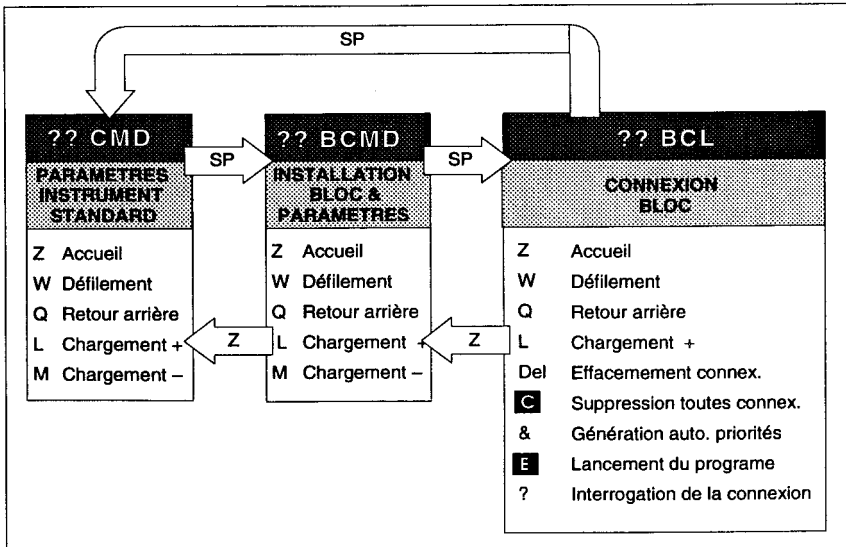 SP
?? CMD
PARAMETRES
INSTRUMENT
STANDARD
Z Accueil
W Défilement
Q Retour arrière
L Chargement +
M Chargement –
SP
Z
?? BCMD
INSTALLATION
BLOC &
PARAMETRES
Z Accueil
W Défilement
Q Retour arrière
L Chargement +
M Chargement –
SP
Z
?? BCL
CONNEXION
BLOC
Z Accueil
W Défilement
Q Retour arrière
L Chargement +
Del Effacemement connex.
C Suppression toutes connex.
& Génération auto. priorités
E Lancement du programe
? Interrogation de la connexion